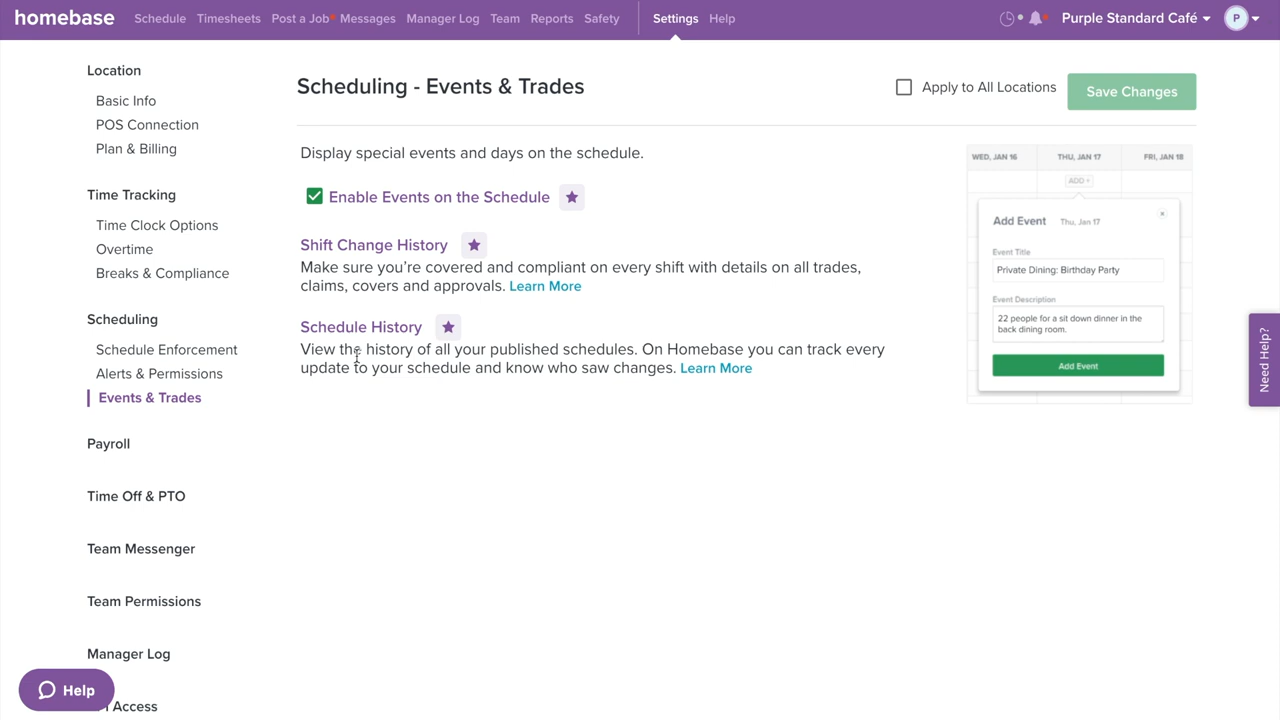 homebase
Schedule
Timesheets
Post a Job
Messages
Manager Log
Team
Reports
Safety
Settings
Help
Purple Standard Café
P
Location
Basic Info
POS Connection
Plan & Billing
Time Tracking
Time Clock Options
Overtime
Breaks & Compliance
Scheduling
Schedule Enforcement
Alerts & Permissions
Events & Trades
Payroll
Time Off & PTO
Team Messenger
Team Permissions
Manager Log
Access
Help
Scheduling - Events & Trades
Apply to All Locations
Save Changes
Display special events and days on the schedule.
Enable Events on the Schedule
Shift Change History
Make sure you're covered and compliant on every shift with details on all trades,
claims, covers and approvals. Learn More
Schedule History
View the history of all your published schedules. On Homebase you can track every
update to your schedule and know who saw changes. Learn More
WED, JAN 16
THU, JAN 17
FRI, JAN 18
ADD +
Add Event
Thu, Jan 17
Event Title
Private Dining: Birthday Party
Event Description
22 people for a sit down dinner in the
back dining room.
Add Event
Need Help?